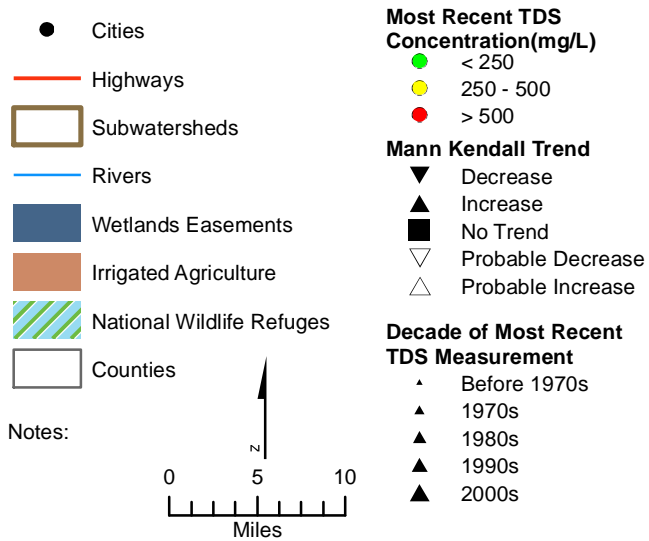 Cities
Highways
Subwatersheds
Rivers
Wetlands Easements
Irrigated Agriculture
National Wildlife Refuges
Counties
Notes:
N
0 5 10
Miles
Most Recent TDS
Concentration(mg/L)
< 250
250 - 500
> 500
Mann Kendall Trend
Decrease
Increase
No Trend
Probable Decrease
Probable Increase
Decade of Most Recent
TDS Measurement
Before 1970s
1970s
1980s
1990s
2000s